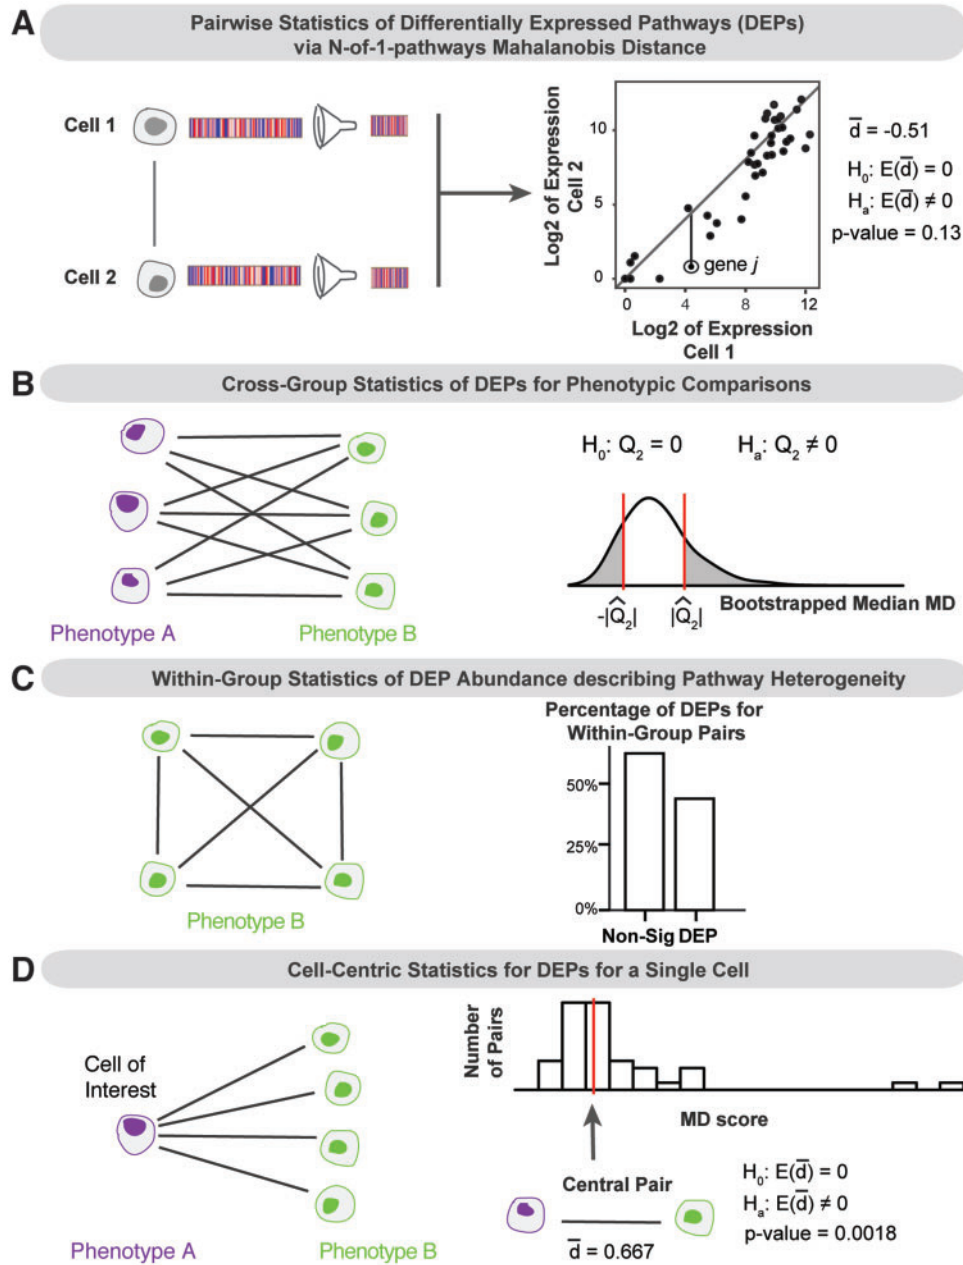 A
Pairwise Statistics of Differentially Expressed Pathways (DEPs)
via N-of-1-pathways Mahalanobis Distance
Cell 1
Cell 2
Log2 of Expression
Cell 2
10
5
0
gene j
0 4 8 12
Log2 of Expression
Cell 1
d̅ = -0.51
H₀: E(d̅) = 0
Hₐ: E(d̅) ≠ 0
p-value = 0.13
B
Cross-Group Statistics of DEPs for Phenotypic Comparisons
Phenotype A
Phenotype B
H₀: Q₂ = 0
Hₐ: Q₂ ≠ 0
-|Q̂₂|
|Q̂₂|
Bootstrapped Median MD
C
Within-Group Statistics of DEP Abundance describing Pathway Heterogeneity
Phenotype B
Percentage of DEPs for
Within-Group Pairs
50%
25%
0%
Non-Sig DEP
D
Cell-Centric Statistics for DEPs for a Single Cell
Cell of
Interest
Phenotype A
Phenotype B
Number
of Pairs
MD score
Central Pair
d̅ = 0.667
H₀: E(d̅) = 0
Hₐ: E(d̅) ≠ 0
p-value = 0.0018